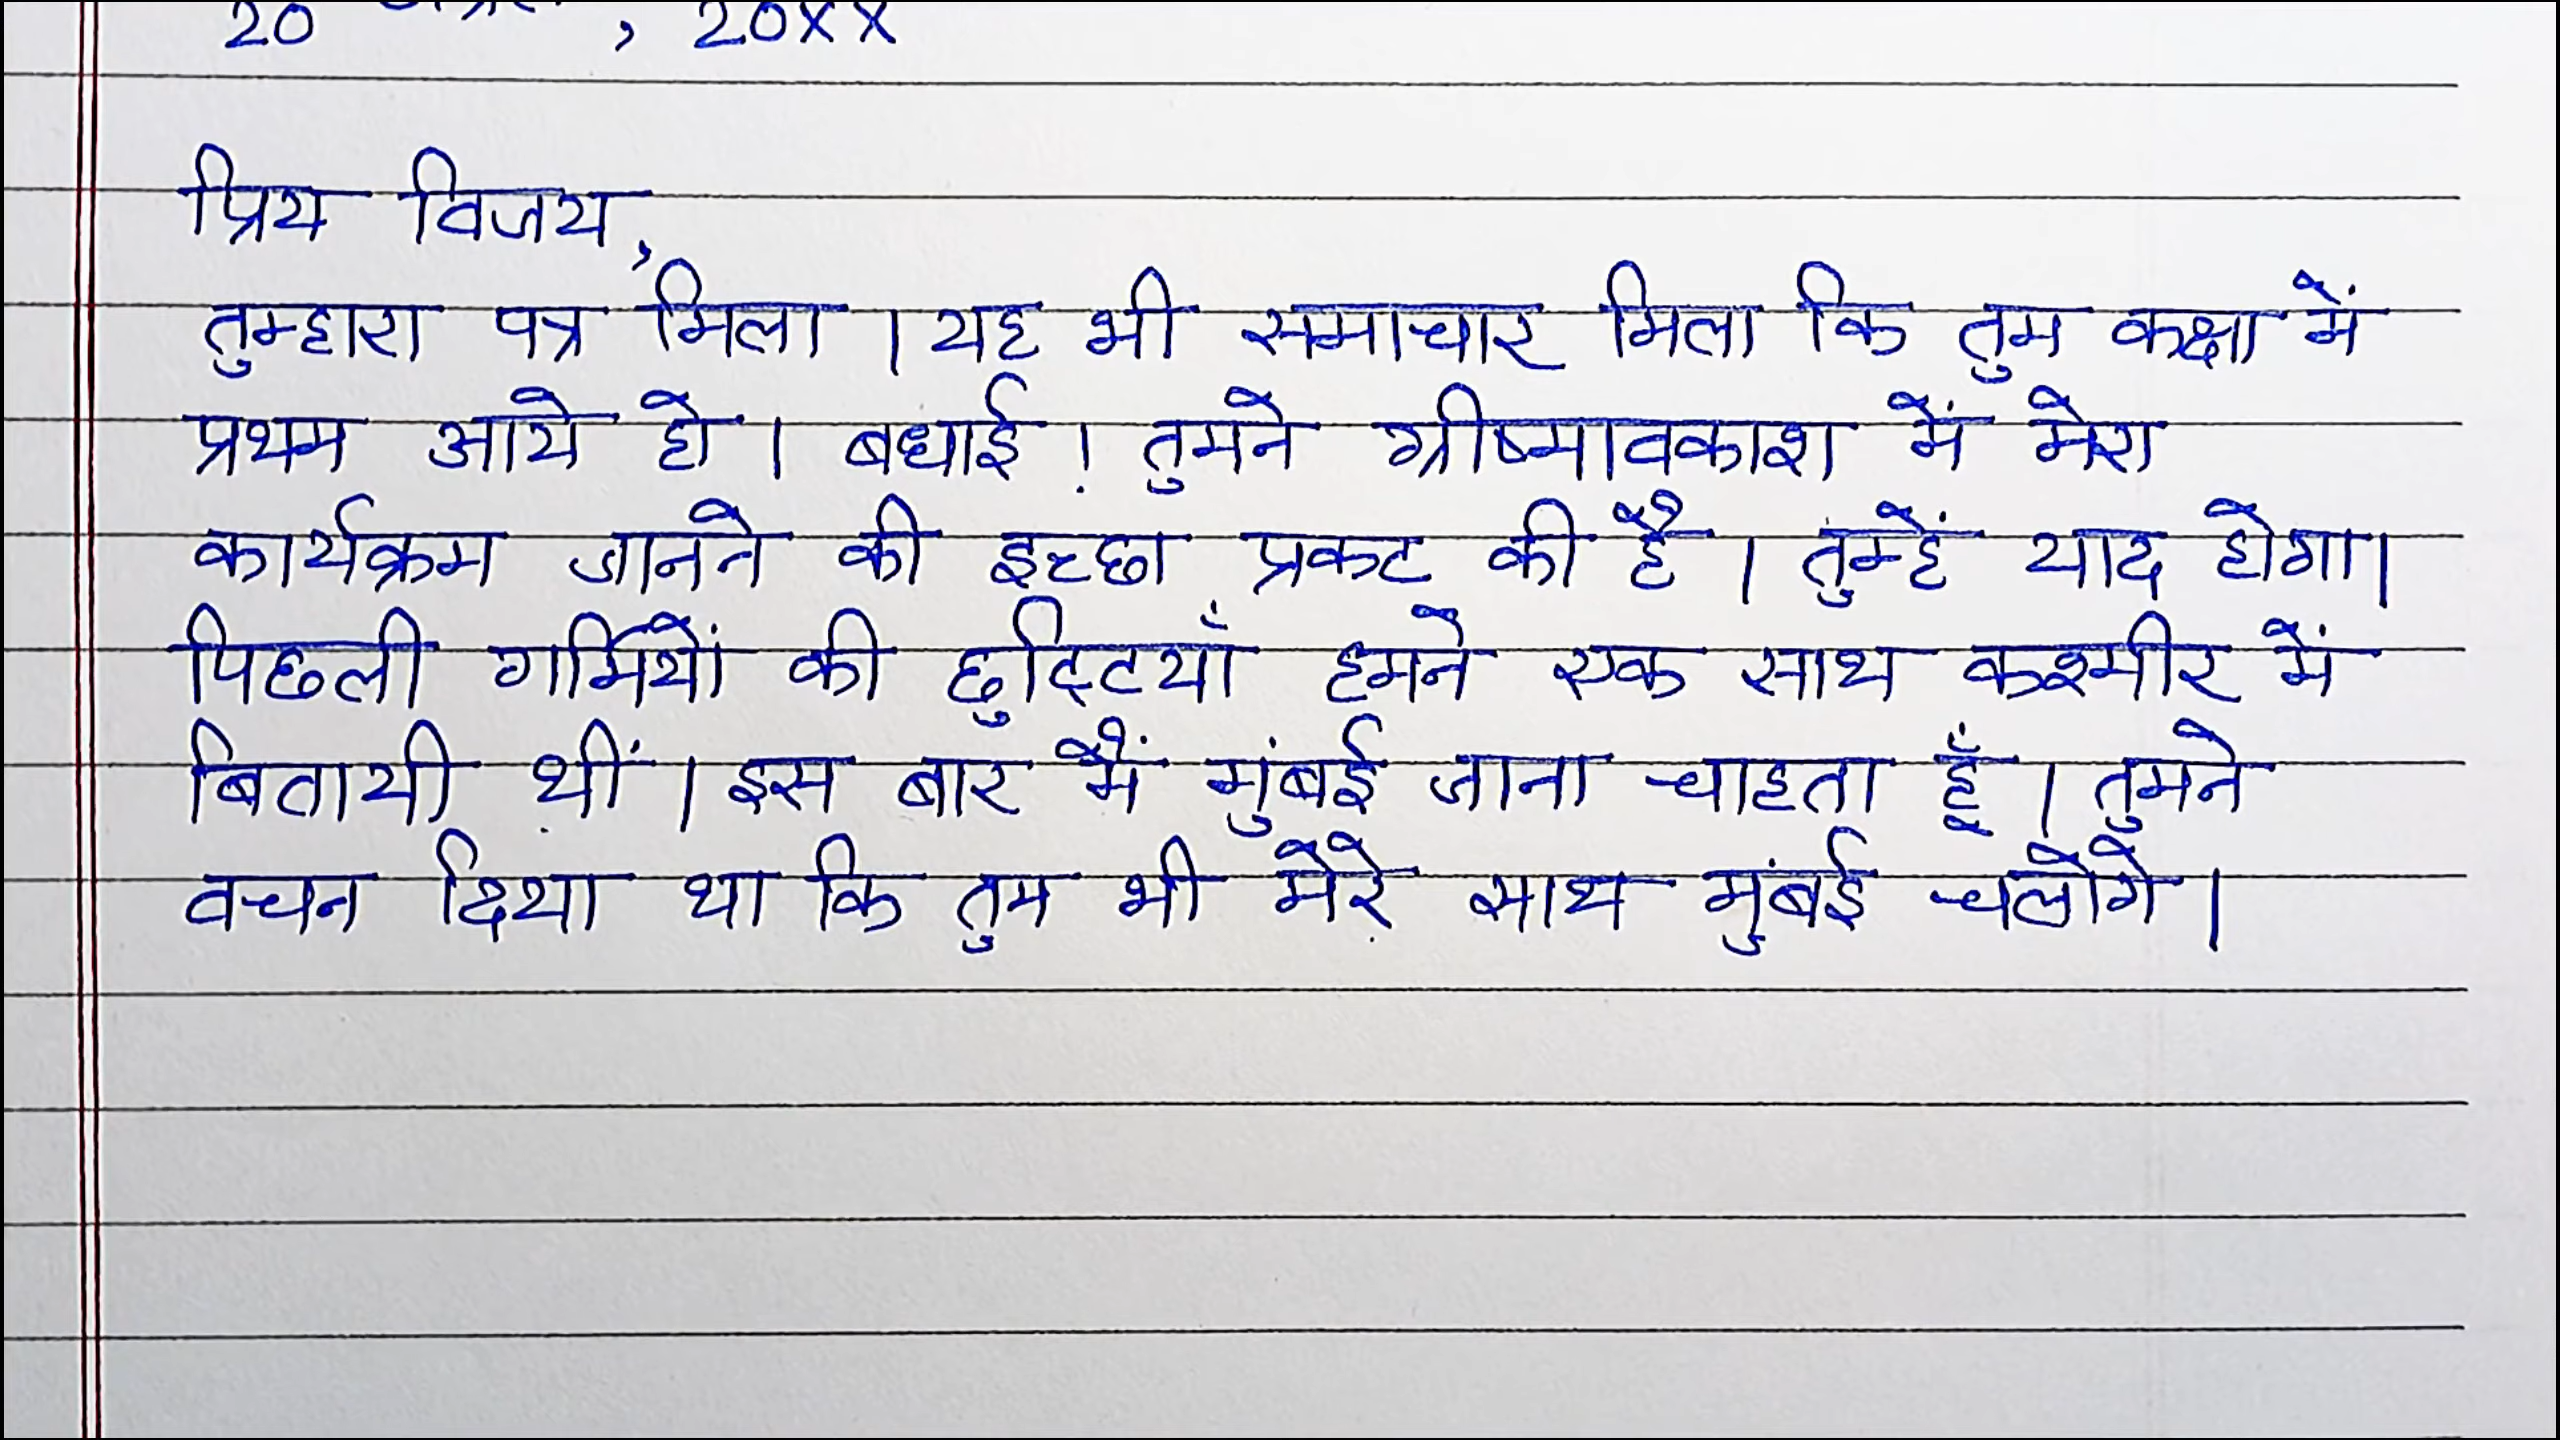 20 , 20XX
प्रिय विजय,
तुम्हारा पत्र मिला । यह भी समाचार मिला कि तुम कक्षा में
प्रथम आये हो । बधाई ! तुमने ग्रीष्मावकाश में मेरा
कार्यक्रम जानने की इच्छा प्रकट की है । तुम्हें याद होगा।
पिछली गर्मियों की छुट्टियाँ हमने एक साथ कश्मीर में
बितायी थीं । इस बार मैं मुंबई जाना चाहता हूँ । तुमने
वचन दिया था कि तुम भी मेरे साथ मुंबई चलोगे ।